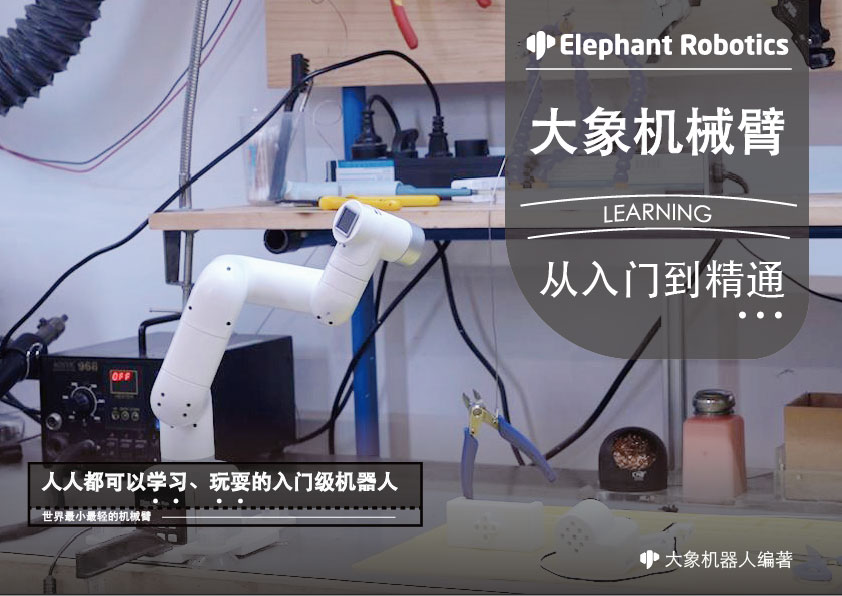 Elephant Robotics
大象机械臂
LEARNING
从入门到精通
968
OFF
人人都可以学习、玩耍的入门级机器人
世界最小最轻的机械臂
大象机器人编著